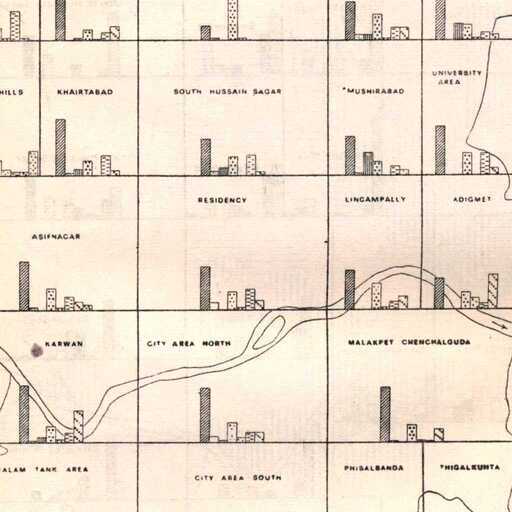 UNIVERSITY
AREA
HILLS
KHAIRTABAD
SOUTH HUSSAIN SAGAR
MUSHIRABAD
RESIDENCY
LINGAMPALLY
ADIGMET
ASIFNAGAR
KARWAN
CITY AREA NORTH
MALAKPET CHENCHALGUDA
ALAM TANK AREA
CITY AREA SOUTH
PHISALBANDA